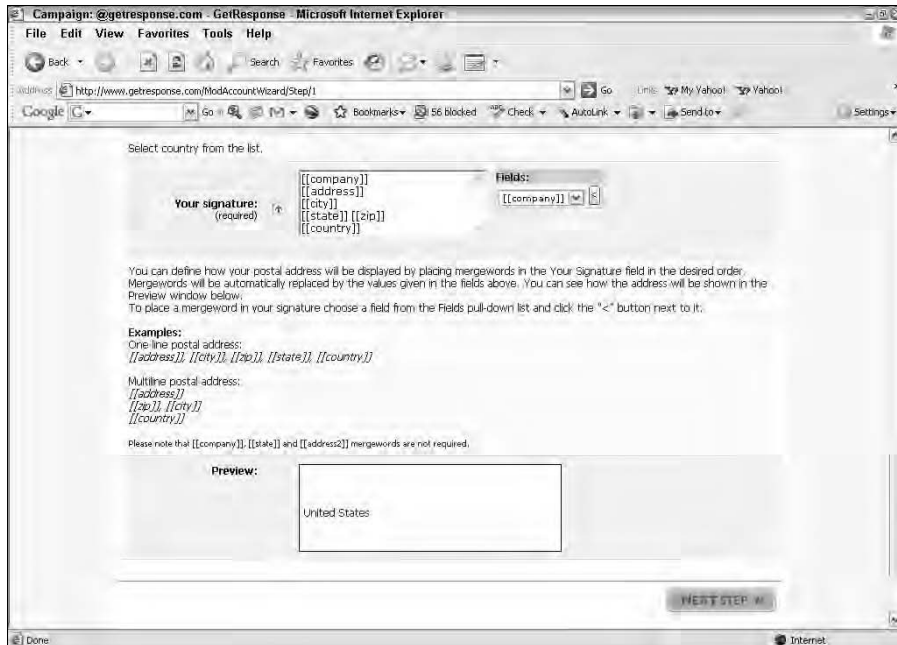 Campaign: @getresponse.com - GetResponse - Microsoft Internet Explorer
File Edit View Favorites Tools Help
Back Search Favorites
Address http://www.getresponse.com/ModAccountWizard/Step/1 Go Links My Yahoo! Yahoo!
Google Go Bookmarks 56 blocked Check AutoLink Send to Settings
Select country from the list.
Your signature:
(required)
[[company]]
[[address]]
[[city]]
[[state]] [[zip]]
[[country]]
Fields:
[[company]] <
You can define how your postal address will be displayed by placing mergewords in the Your Signature field in the desired order.
Mergewords will be automatically replaced by the values given in the fields above. You can see how the address will be shown in the
Preview window below.
To place a mergeword in your signature choose a field from the Fields pull-down list and click the "<" button next to it.
Examples:
One-line postal address:
[[address]], [[city]], [[zip]], [[state]], [[country]]
Multiline postal address:
[[address]]
[[zip]], [[city]]
[[country]]
Please note that [[company]], [[state]] and [[address2]] mergewords are not required.
Preview:
United States
NEXT STEP
Done Internet